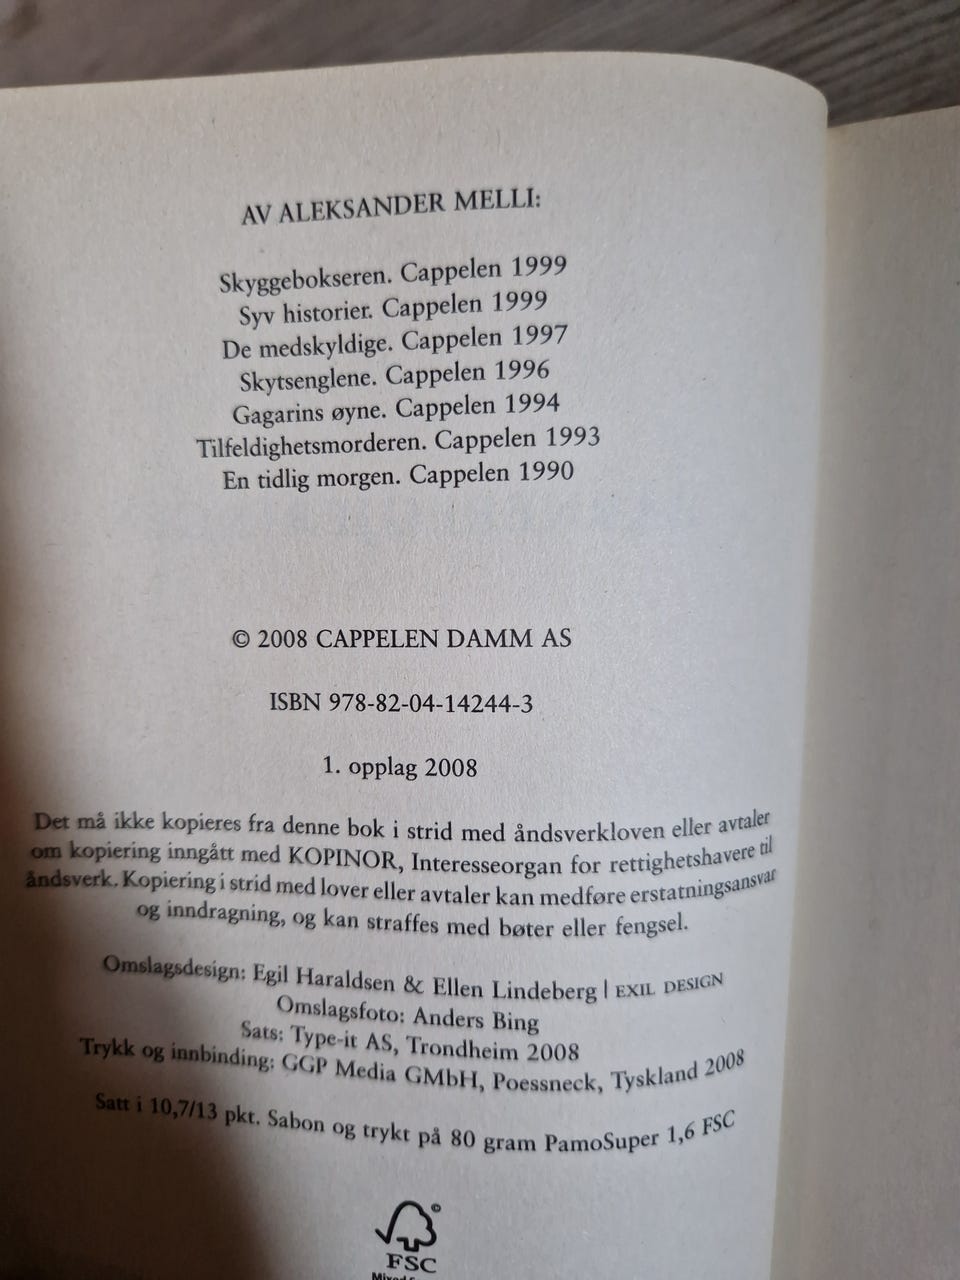 AV ALEKSANDER MELLI:
Skyggebokseren. Cappelen 1999
Syv historier. Cappelen 1999
De medskyldige. Cappelen 1997
Skytsenglene. Cappelen 1996
Gagarins øyne. Cappelen 1994
Tilfeldighetsmorderen. Cappelen 1993
En tidlig morgen. Cappelen 1990
© 2008 CAPPELEN DAMM AS
ISBN 978-82-04-14244-3
1. opplag 2008
Det må ikke kopieres fra denne bok i strid med åndsverkloven eller avtaler
om kopiering inngått med KOPINOR, Interesseorgan for rettighetshavere til
åndsverk. Kopiering i strid med lover eller avtaler kan medføre erstatningsansvar
og inndragning, og kan straffes med bøter eller fengsel.
Omslagsdesign: Egil Haraldsen & Ellen Lindeberg | EXIL DESIGN
Omslagsfoto: Anders Bing
Sats: Type-it AS, Trondheim 2008
Trykk og innbinding: GGP Media GMbH, Poessneck, Tyskland 2008
Satt i 10,7/13 pkt. Sabon og trykt på 80 gram PamoSuper 1,6 FSC
©
FSC
Mixed